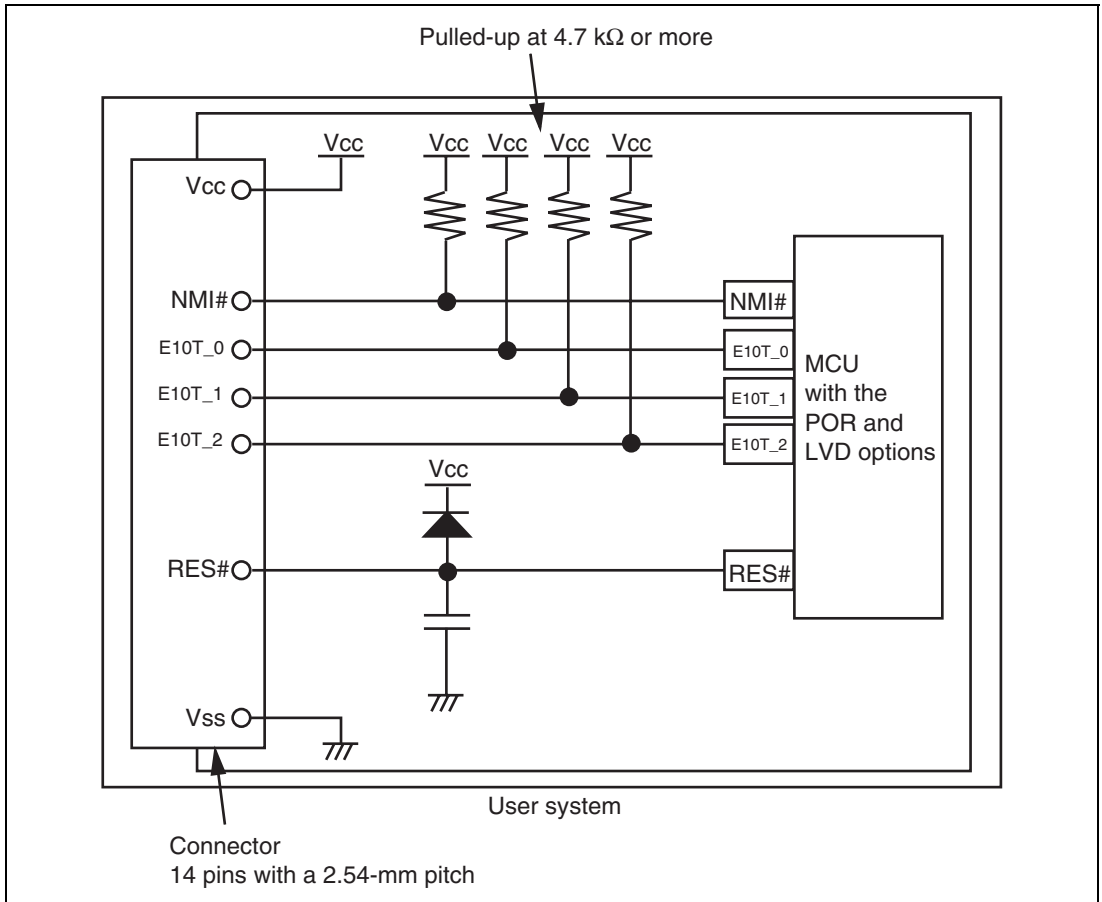 Pulled-up at 4.7 kΩ or more
Vcc
Vcc
Vcc
Vcc
Vcc
Vcc
NMI#
NMI#
E10T_0
E10T_0
E10T_1
E10T_1
E10T_2
E10T_2
MCU
with the
POR and
LVD options
Vcc
RES#
RES#
Vss
User system
Connector
14 pins with a 2.54-mm pitch